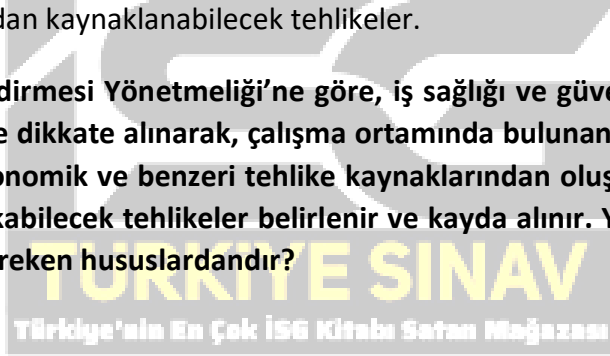 dan kaynaklanabilecek tehlikeler.
dirmesi Yönetmeliği’ne göre, iş sağlığı ve güve
e dikkate alınarak, çalışma ortamında bulunan
onomik ve benzeri tehlike kaynaklarından oluş
kabilecek tehlikeler belirlenir ve kayda alınır. Y
ereken hususlardandır?
TÜRKİYE SINAV
Türkiye'nin En Çok İSG Kitabı Satan Mağazası